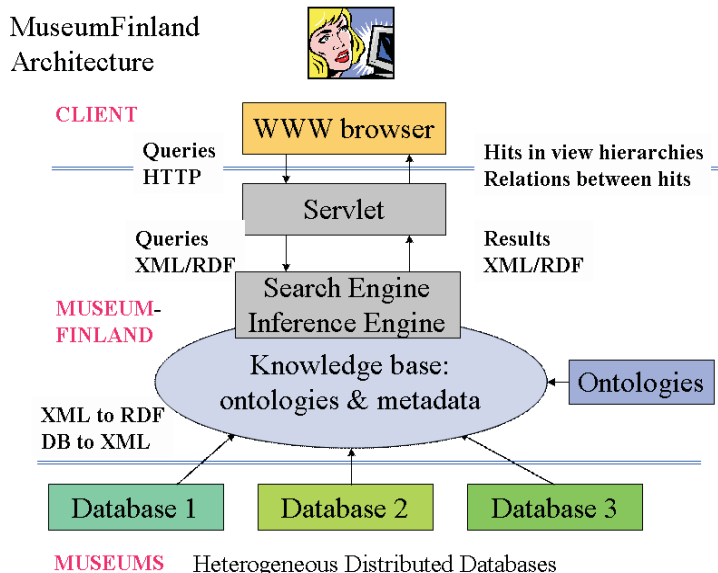 MuseumFinland
Architecture
CLIENT
WWW browser
Queries
HTTP
Hits in view hierarchies
Relations between hits
Servlet
Queries
XML/RDF
Results
XML/RDF
Search Engine
Inference Engine
MUSEUM-
FINLAND
Knowledge base:
ontologies & metadata
Ontologies
XML to RDF
DB to XML
Database 1
Database 2
Database 3
MUSEUMS Heterogeneous Distributed Databases